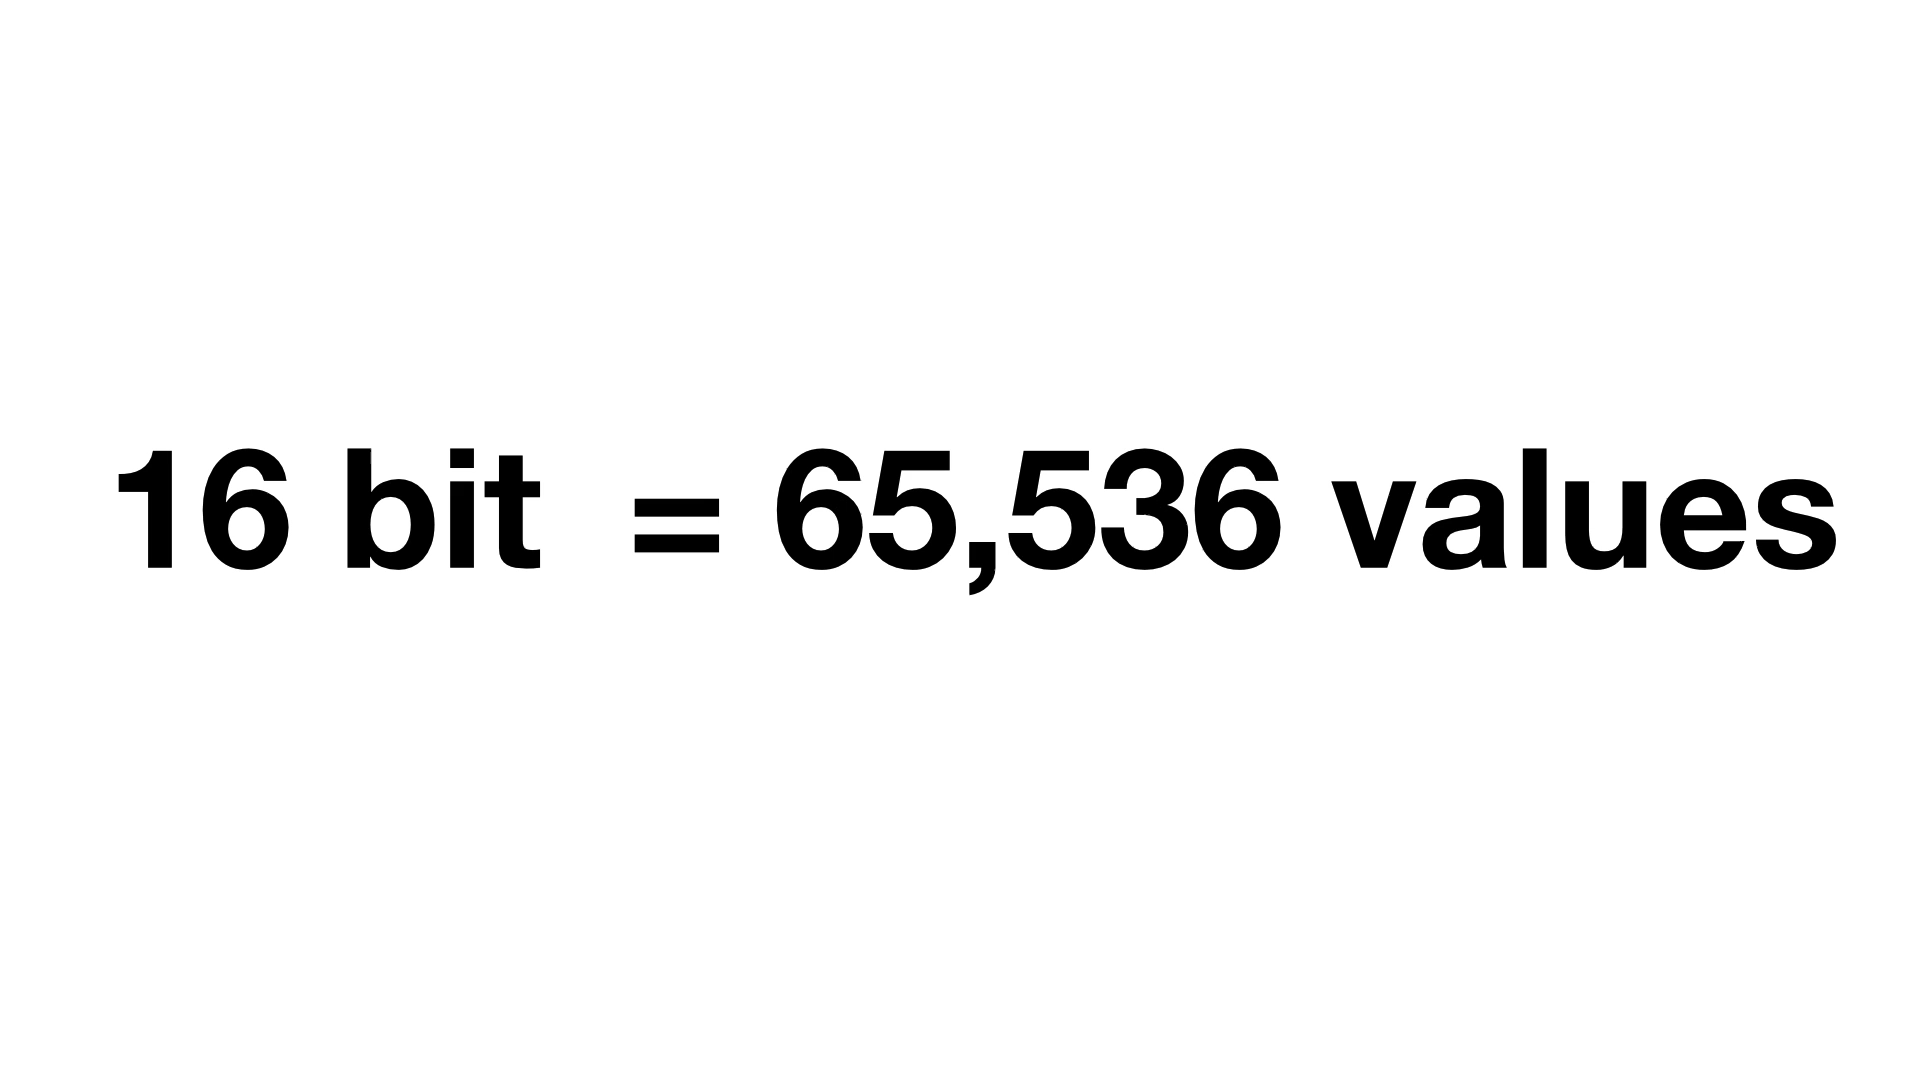 16 bit  = 65,536 values